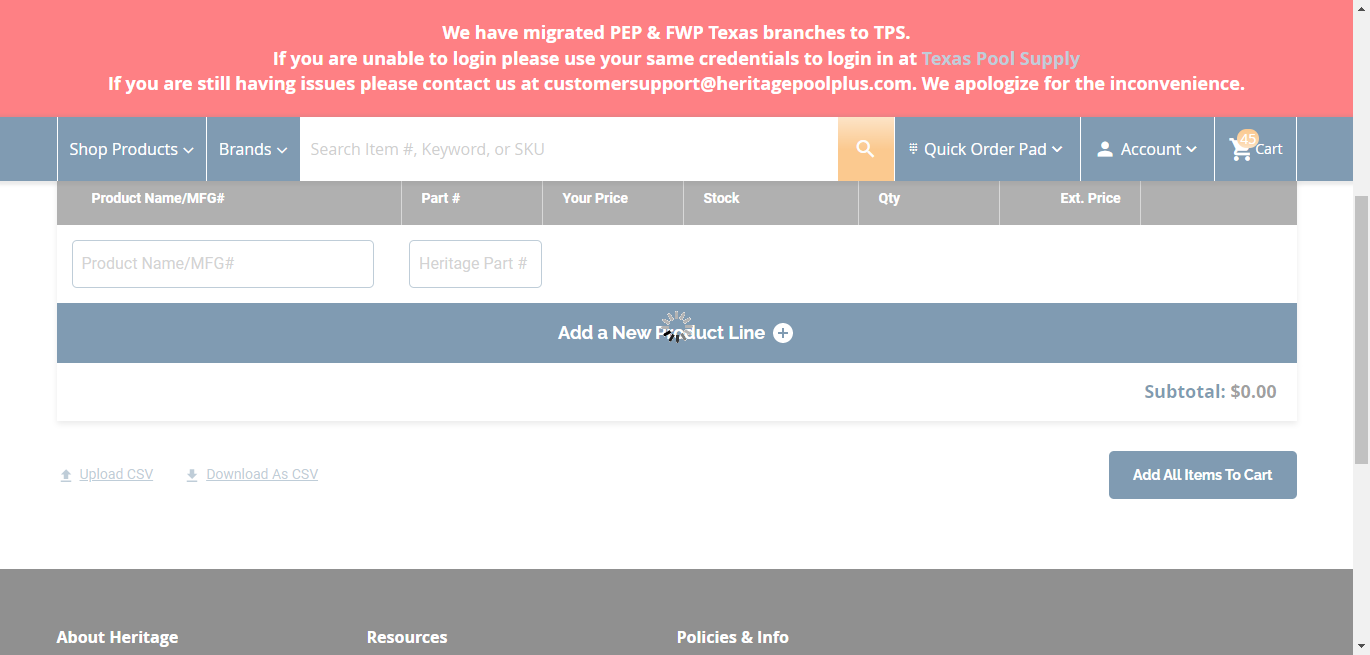 We have migrated PEP & FWP Texas branches to TPS.
If you are unable to login please use your same credentials to login in at Texas Pool Supply
If you are still having issues please contact us at customersupport@heritagepoolplus.com. We apologize for the inconvenience.
Shop Products
Brands
Search Item #, Keyword, or SKU
Quick Order Pad
Account
45
Cart
Product Name/MFG#
Part #
Your Price
Stock
Qty
Ext. Price
Product Name/MFG#
Heritage Part #
Add a New Product Line
Subtotal: $0.00
Upload CSV
Download As CSV
Add All Items To Cart
About Heritage
Resources
Policies & Info